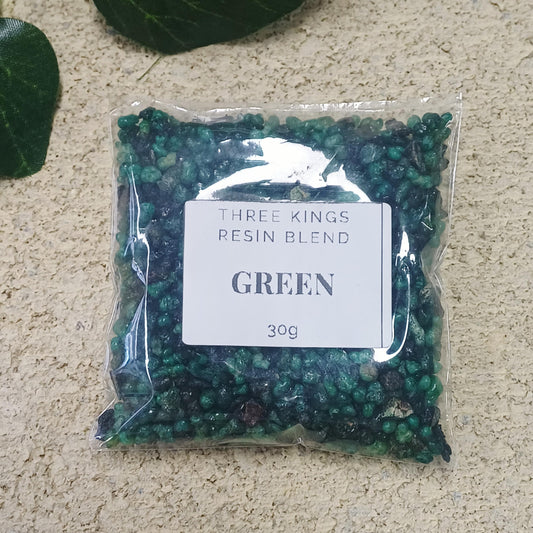 THREE KINGS
RESIN BLEND
GREEN
30g